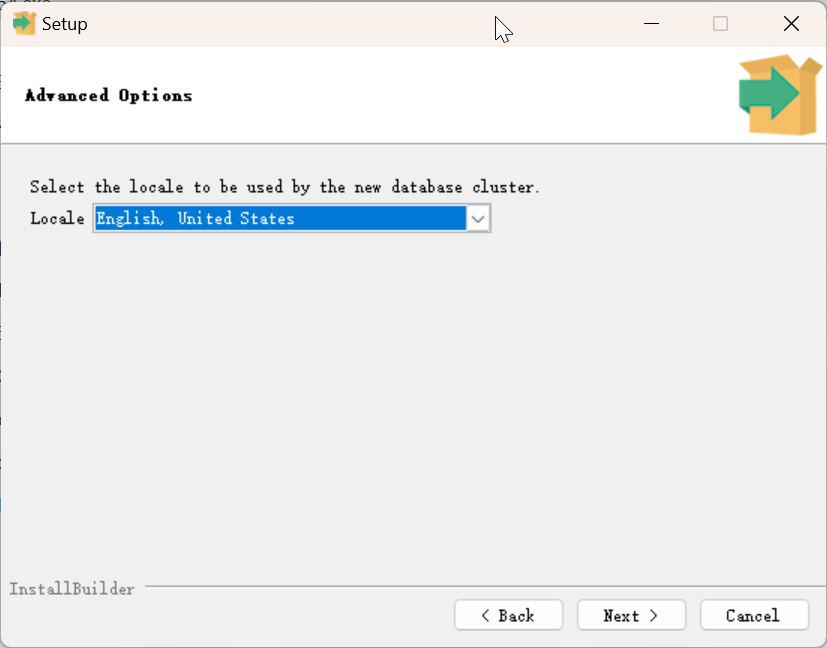 Setup
Advanced Options
Select the locale to be used by the new database cluster.
Locale English, United States
InstallBuilder
< Back Next > Cancel